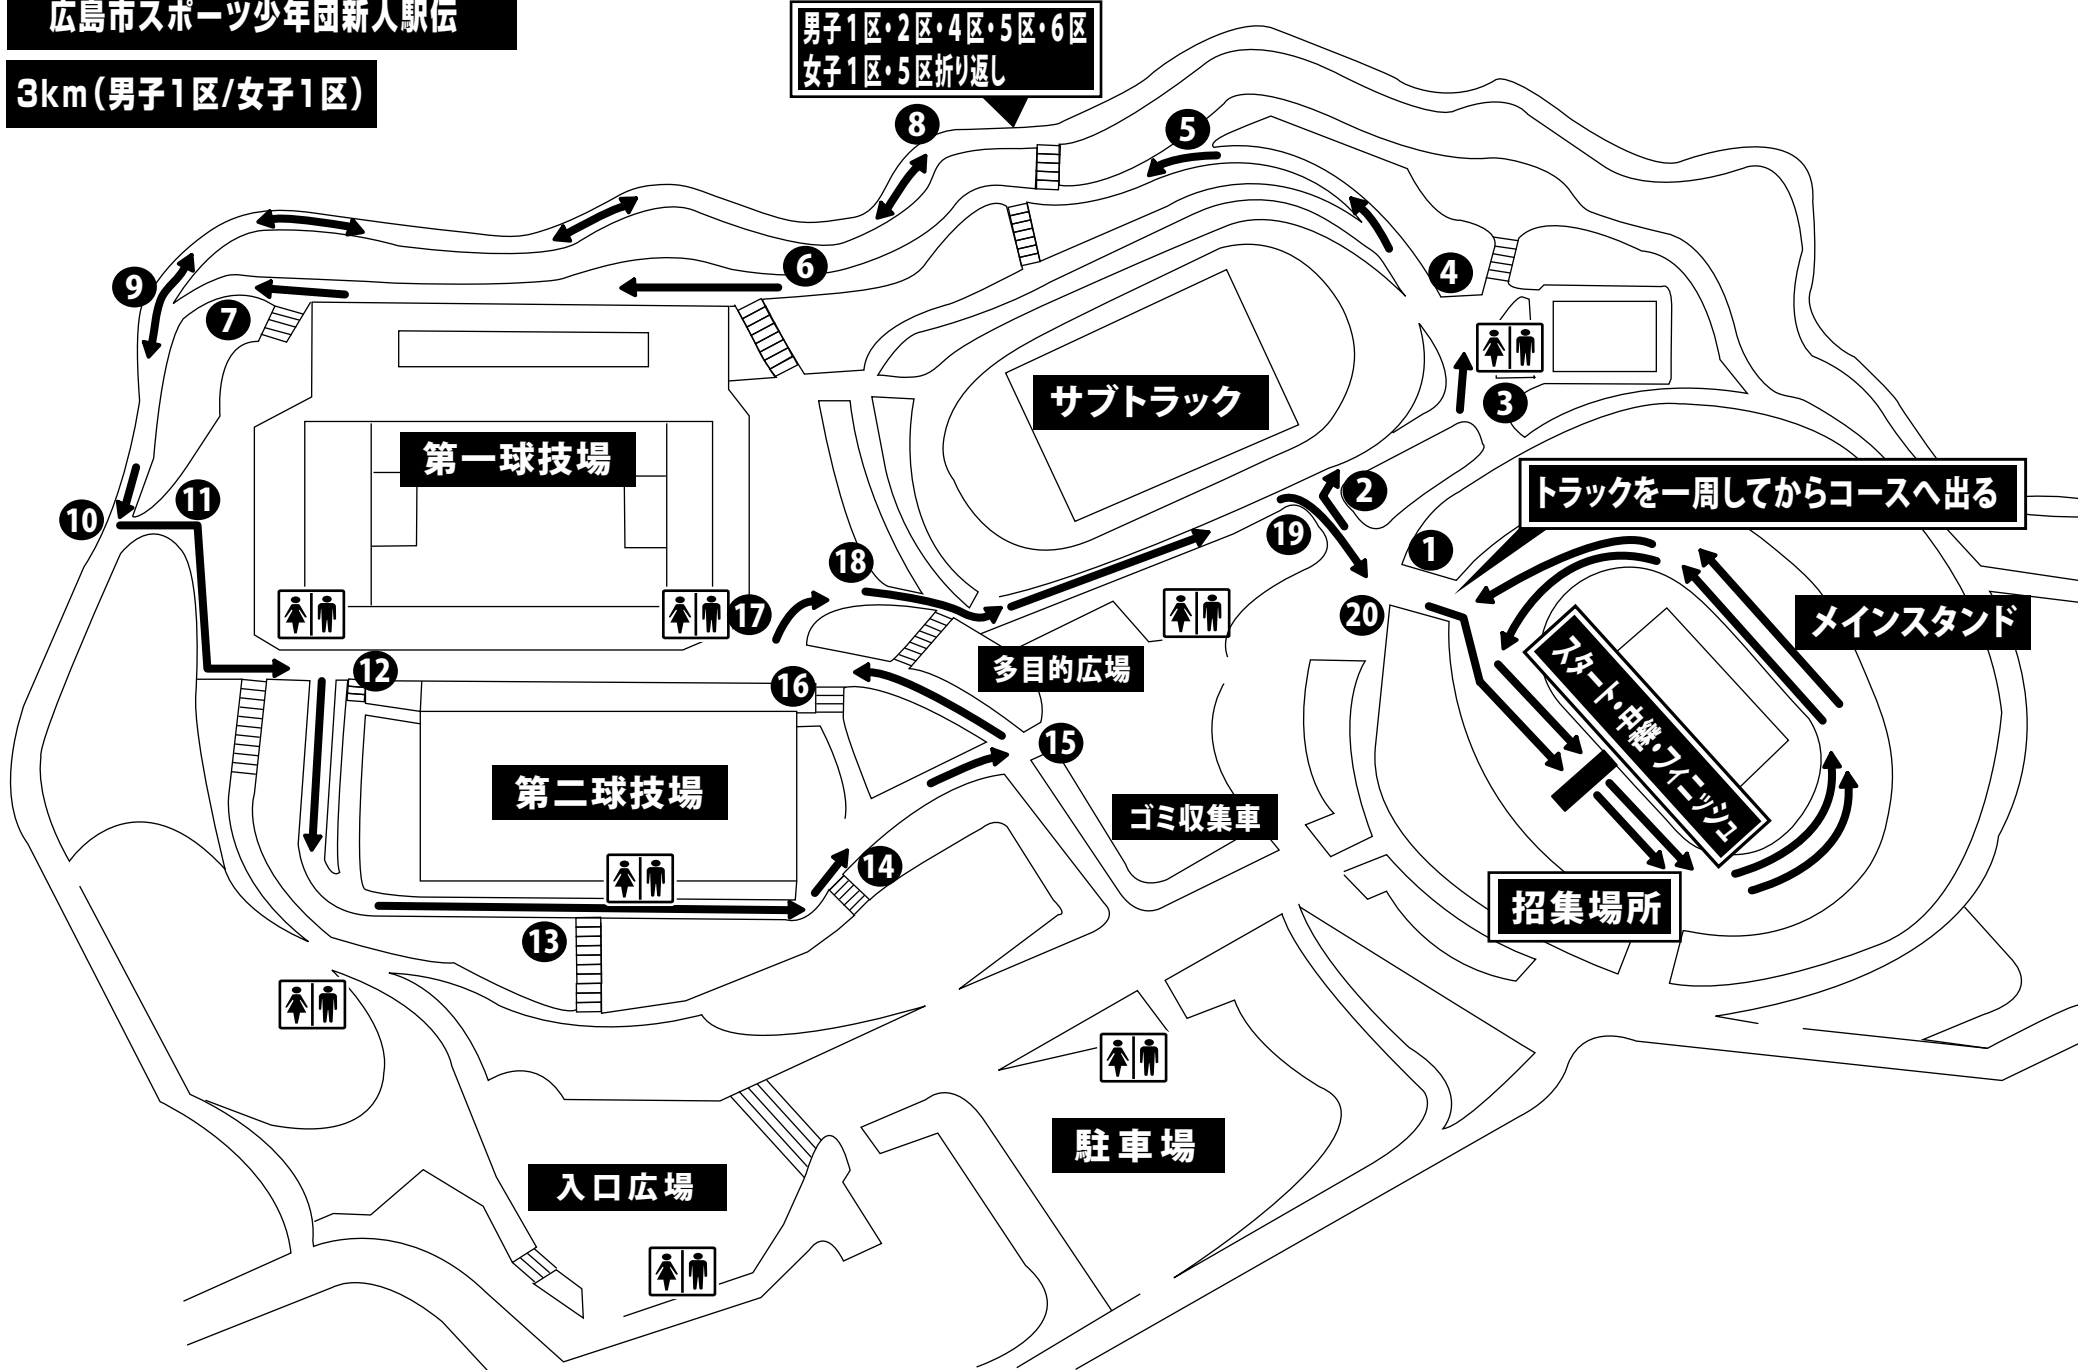 広島市スポーツ少年団新人駅伝
3km(男子1区/女子1区)
男子1区・2区・4区・5区・6区
女子1区・5区折り返し
8
5
6
4
9
7
3
サブトラック
第一球技場
トラックを一周してからコースへ出る
2
11
10
19
1
18
17
20
メインスタンド
多目的広場
スタート・中継・フィニッシュ
12
16
15
第二球技場
ゴミ収集車
14
招集場所
13
駐車場
入口広場